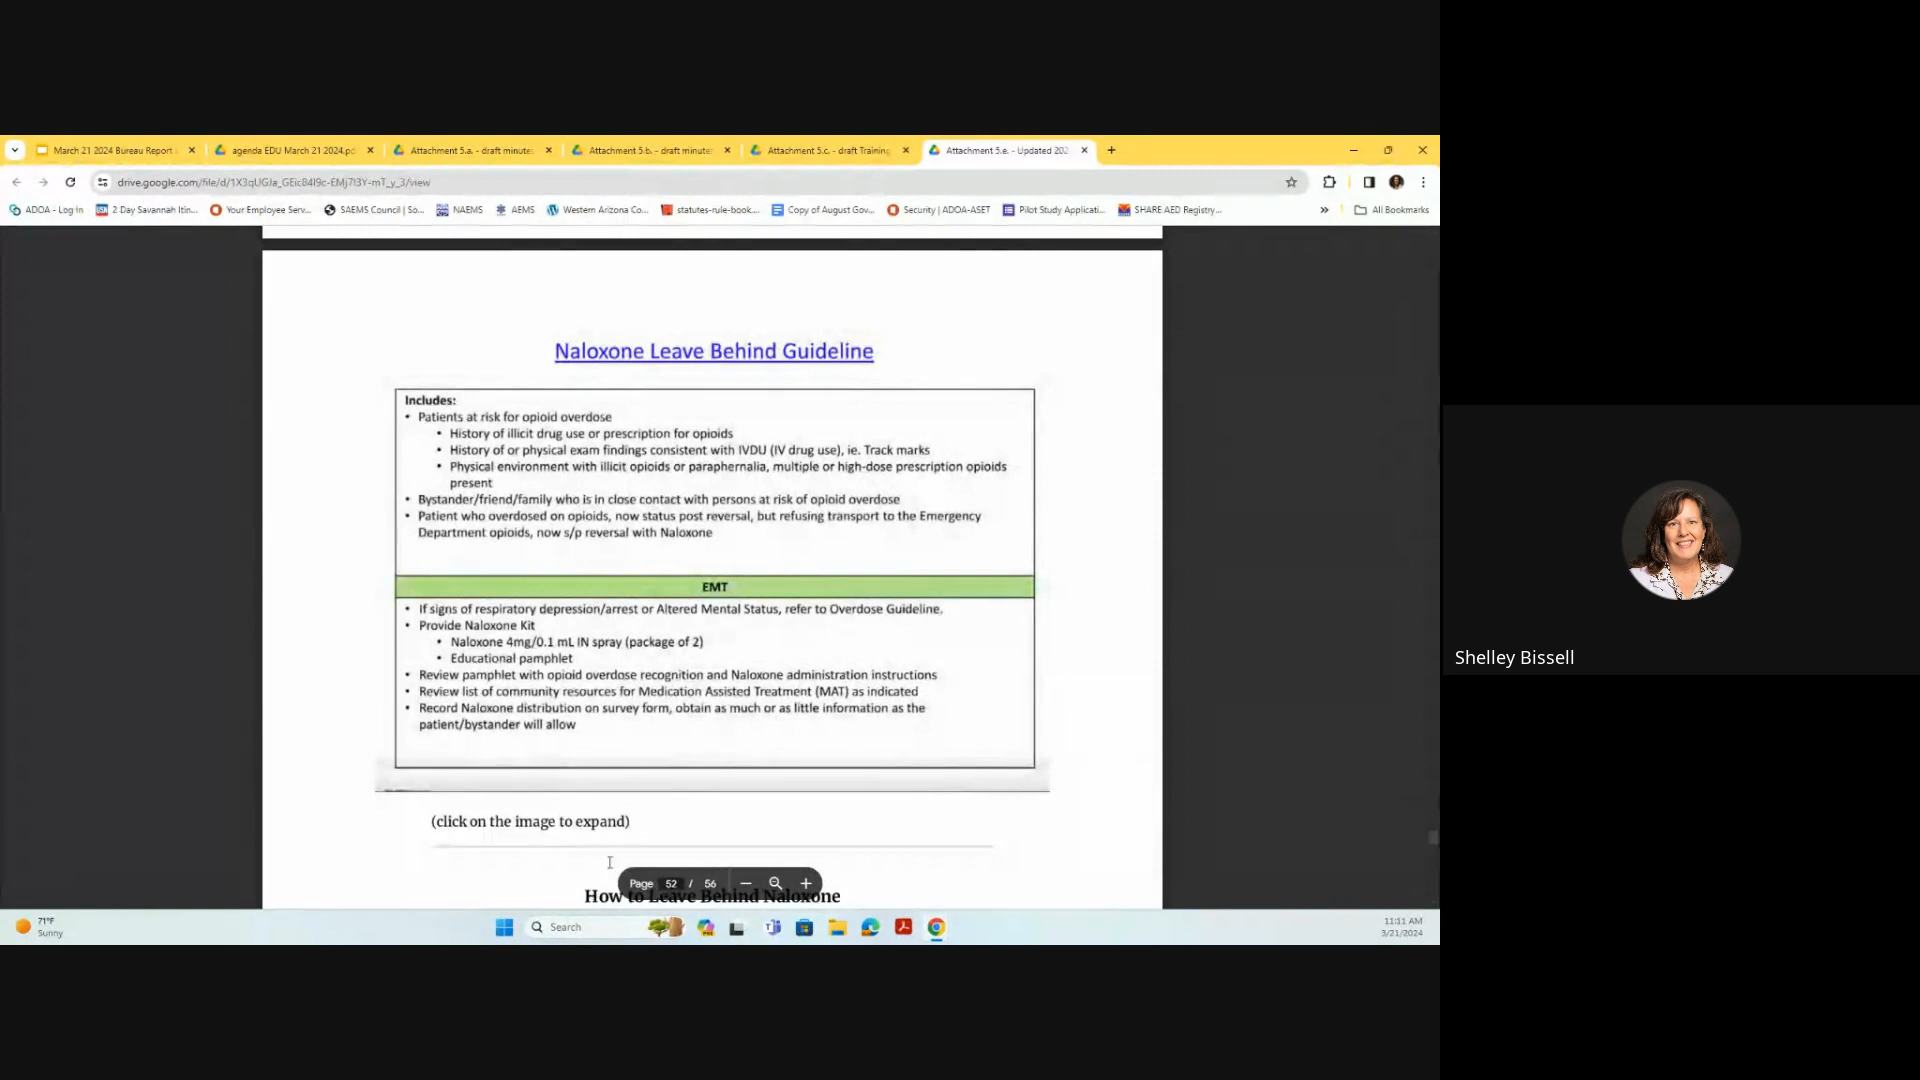 March 21 2024 Bureau Report
agenda EDU March 21 2024.pd
Attachment 5.a. - draft minute
Attachment 5.b. - draft minute
Attachment 5.c. - draft Training
Attachment 5.e. - Updated 202
ADOA - Log in
2 Day Savannah Itin...
Your Employee Serv...
SAEMS Council | So...
NAEMS
AEMS
Western Arizona Co...
statutes-rule-book....
Copy of August Gov...
Security | ADOA-ASET
Pilot Study Applicati...
SHARE AED Registry...
All Bookmarks
Naloxone Leave Behind Guideline
Includes:
• Patients at risk for opioid overdose
• History of illicit drug use or prescription for opioids
• History of or physical exam findings consistent with IVDU (IV drug use), ie. Track marks
• Physical environment with illicit opioids or paraphernalia, multiple or high-dose prescription opioids
present
• Bystander/friend/family who is in close contact with persons at risk of opioid overdose
• Patient who overdosed on opioids, now status post reversal, but refusing transport to the Emergency
Department opioids, now s/p reversal with Naloxone
EMT
• If signs of respiratory depression/arrest or Altered Mental Status, refer to Overdose Guideline.
• Provide Naloxone Kit
• Naloxone 4mg/0.1 mL IN spray (package of 2)
• Educational pamphlet
• Review pamphlet with opioid overdose recognition and Naloxone administration instructions
• Review list of community resources for Medication Assisted Treatment (MAT) as indicated
• Record Naloxone distribution on survey form, obtain as much or as little information as the
patient/bystander will allow
(click on the image to expand)
Page 52 / 56
How to Leave Behind Naloxone
Shelley Bissell
71°F
Sunny
Search
11:11 AM
3/21/2024